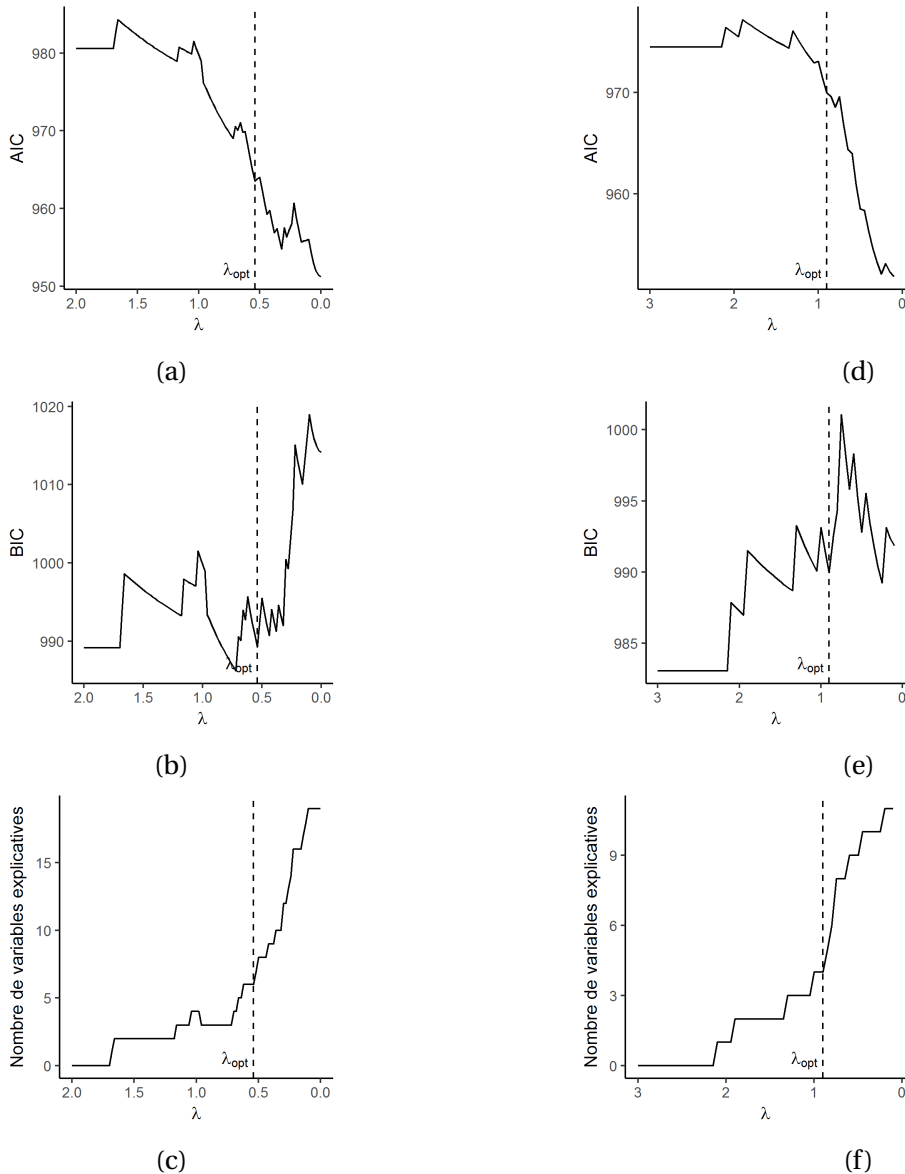 AIC
980
970
960
950
2.0 1.5 1.0 0.5 0.0
λ
λopt
(a)
AIC
970
960
3 2 1 0
λ
λopt
(d)
BIC
1020
1010
1000
990
2.0 1.5 1.0 0.5 0.0
λ
λopt
(b)
BIC
1000
995
990
985
3 2 1 0
λ
λopt
(e)
Nombre de variables explicatives
15
10
5
0
2.0 1.5 1.0 0.5 0.0
λ
λopt
(c)
Nombre de variables explicatives
9
6
3
0
3 2 1 0
λ
λopt
(f)